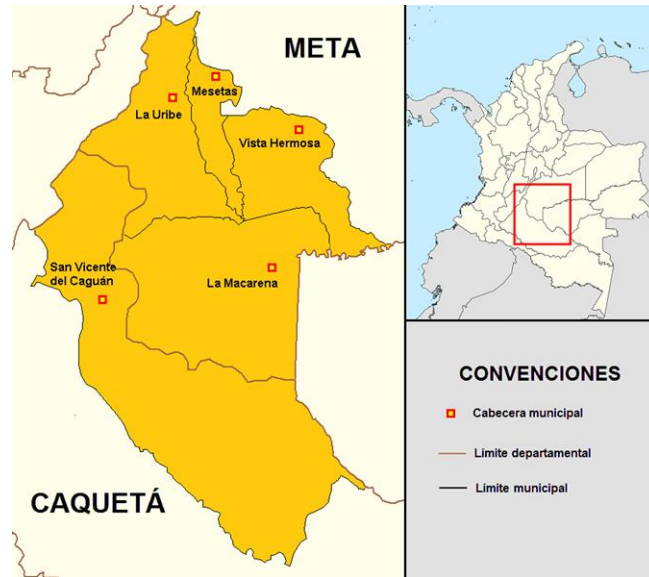 META
Mesetas
La Uribe
Vista Hermosa
San Vicente
del Caguán
La Macarena
CAQUETÁ
CONVENCIONES
Cabecera municipal
Límite departamental
Límite municipal